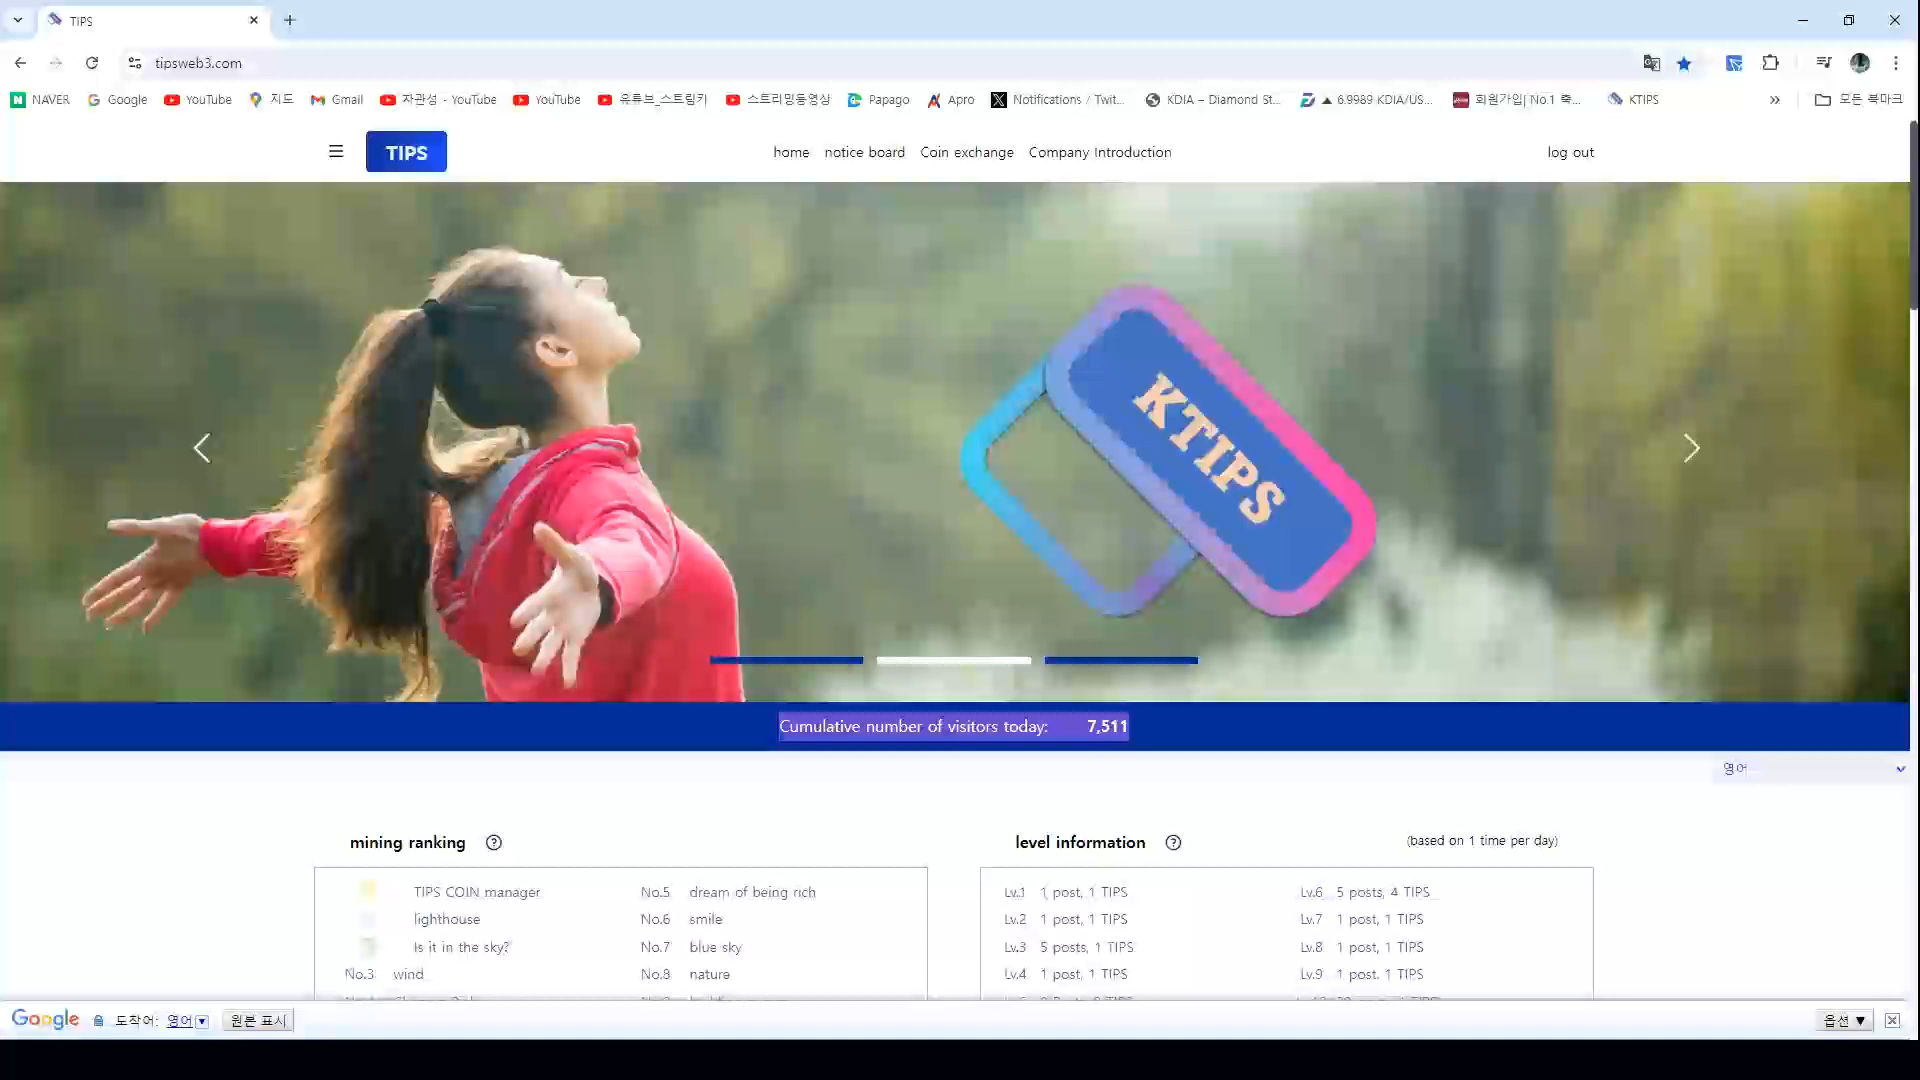 TIPS
tipsweb3.com
NAVER Google YouTube 지도 Gmail 자관성 - YouTube YouTube 유튜브_스트림키 스트리밍동영상 Papago Apro Notifications / Twit... KDIA – Diamond St... ▲ 6.9989 KDIA/US... 회원가입| No.1 즉... KTIPS » 모든 북마크
TIPS home notice board Coin exchange Company Introduction log out
KTIPS
Cumulative number of visitors today: 7,511
영어
mining ranking
TIPS COIN manager No.5 dream of being rich
lighthouse No.6 smile
Is it in the sky? No.7 blue sky
No.3 wind No.8 nature
level information (based on 1 time per day)
Lv.1 1 post, 1 TIPS Lv.6 5 posts, 4 TIPS
Lv.2 1 post, 1 TIPS Lv.7 1 post, 1 TIPS
Lv.3 5 posts, 1 TIPS Lv.8 1 post, 1 TIPS
Lv.4 1 post, 1 TIPS Lv.9 1 post. 1 TIPS
Google 도착어: 영어 ▼ 원본 표시 옵션 ▼